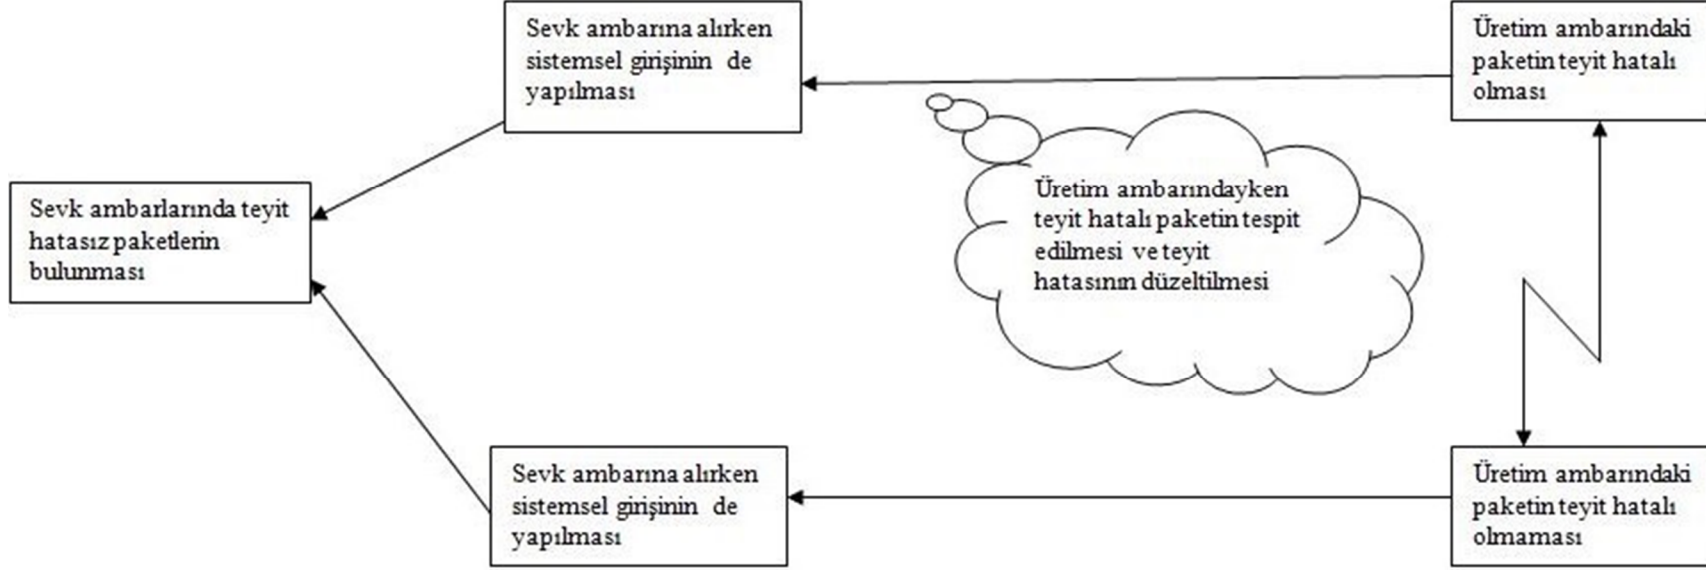 Sevk ambarına alırken
sistemsel girişinin de
yapılması
Üretim ambarındaki
paketin teyit hatalı
olması
Sevk ambarlarında teyit
hatasız paketlerin
bulunması
Üretim ambarındayken
teyit hatalı paketin tespit
edilmesi ve teyit
hatasının düzeltilmesi
Sevk ambarına alırken
sistemsel girişinin de
yapılması
Üretim ambarındaki
paketin teyit hatalı
olmaması